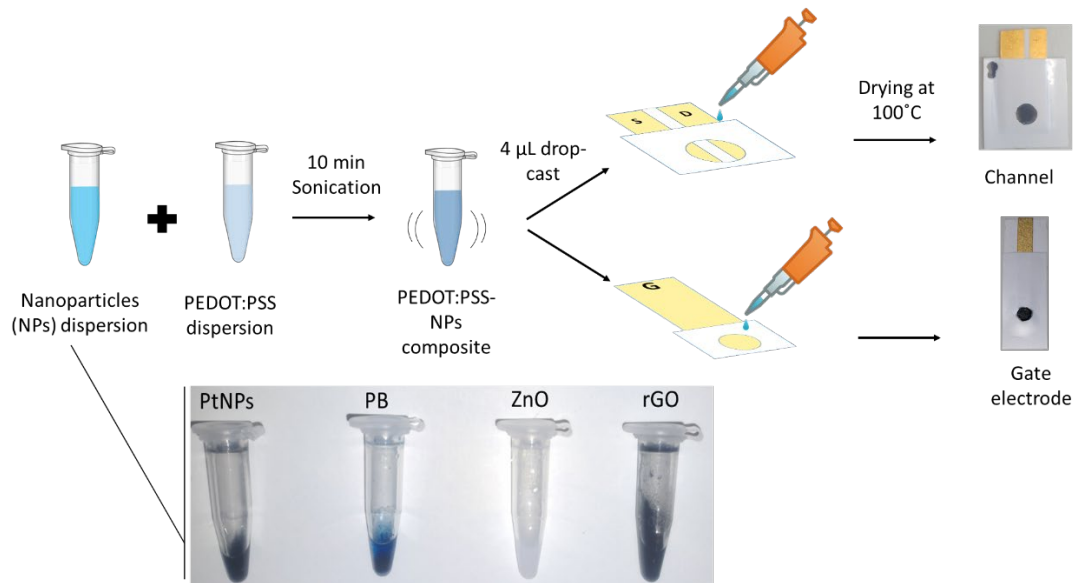 Nanoparticles
(NPs) dispersion
PEDOT:PSS
dispersion
10 min
Sonication
PEDOT:PSS-
NPs
composite
4 µL drop-
cast
S
D
G
Drying at
100˚C
Channel
Gate
electrode
PtNPs
PB
ZnO
rGO